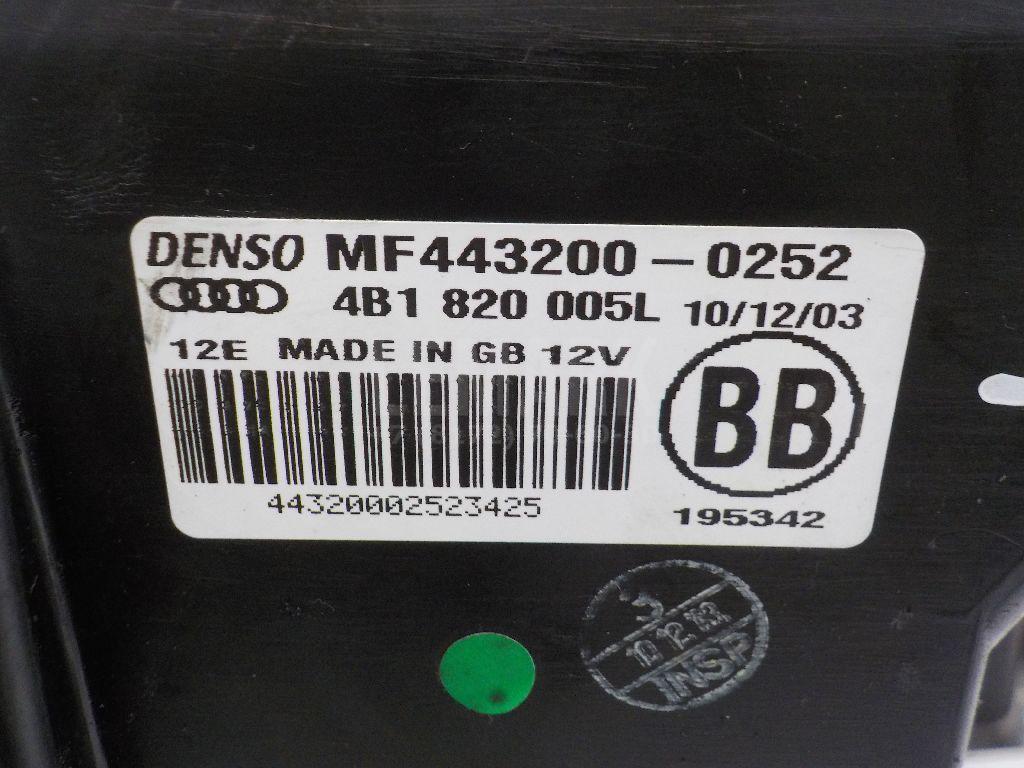 DENSO MF443200-0252
4B1 820 005L 10/12/03
12E MADE IN GB 12V
BB
44320002523425
195342
INSP